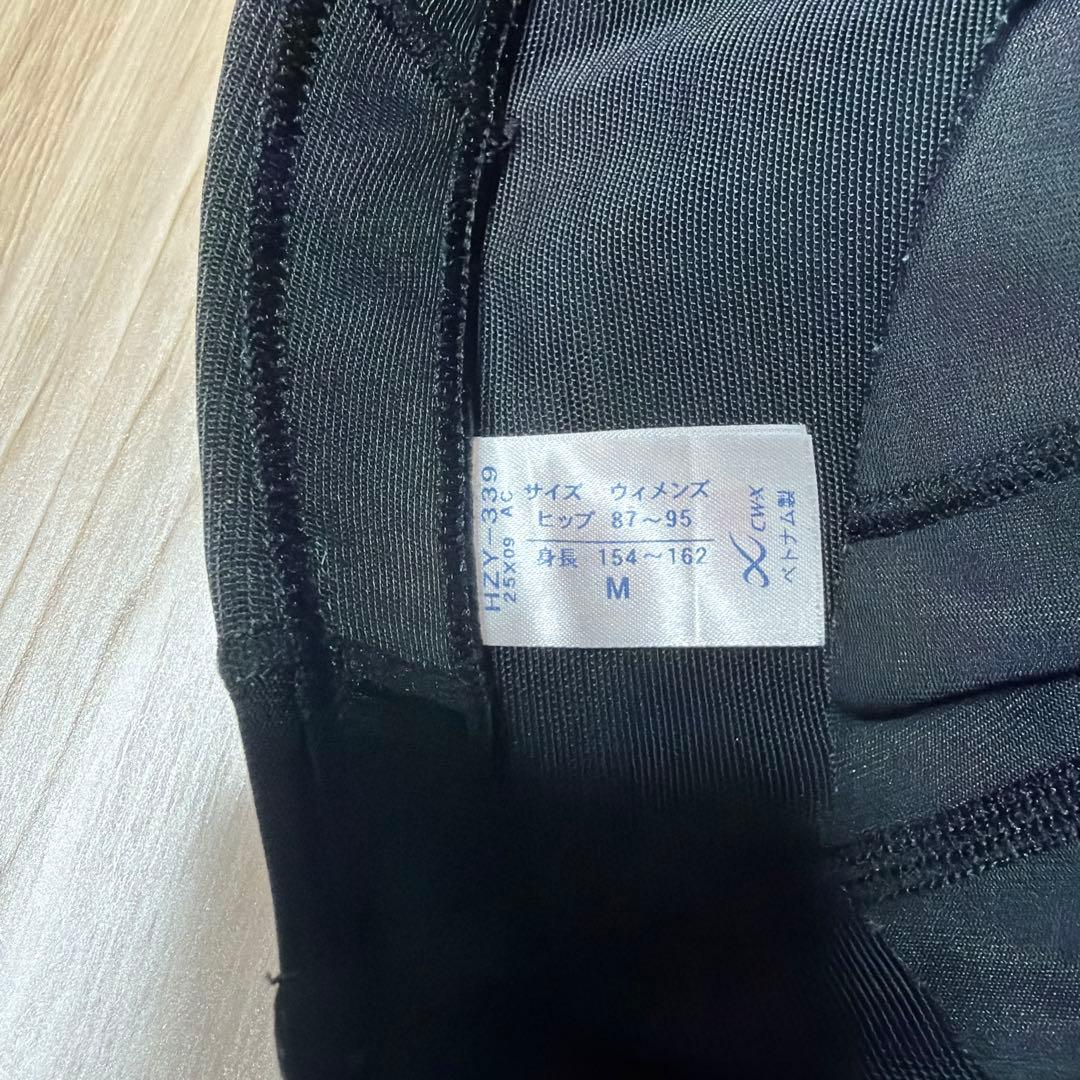 サイズ ウィメンズ
ヒップ 87～95
身長 154～162
M
HZY-339
25X09 AC
CW-X
ベトナム製